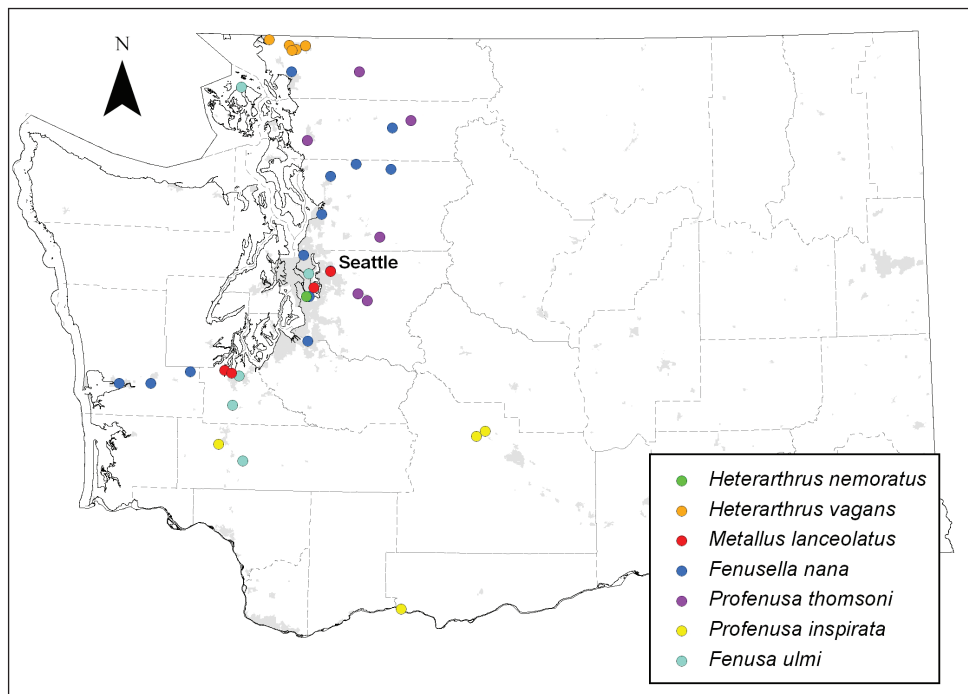 N
Seattle
Heterarthrus nemoratus
Heterarthrus vagans
Metallus lanceolatus
Fenusella nana
Profenusa thomsoni
Profenusa inspirata
Fenusa ulmi